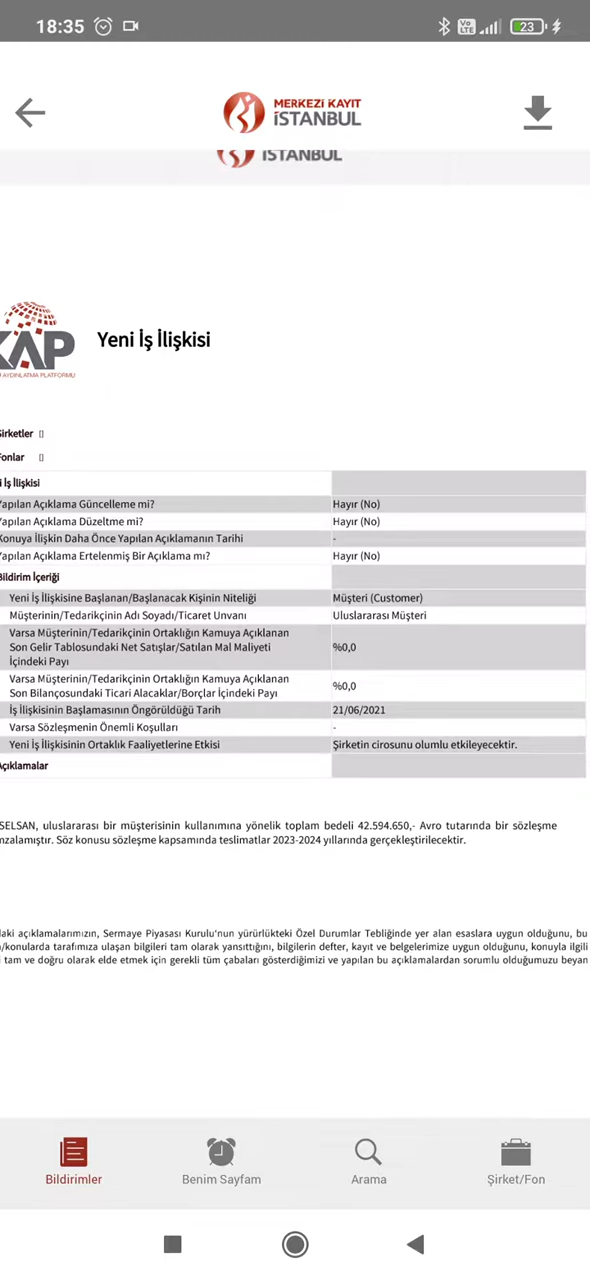 18:35
Vo LTE
23
MERKEZİ KAYIT
İSTANBUL
İSTANBUL
KAP
AYDINLATMA PLATFORMU
Yeni İş İlişkisi
Şirketler []
Fonlar []
i İş İlişkisi
Yapılan Açıklama Güncelleme mi? Hayır (No)
Yapılan Açıklama Düzeltme mi? Hayır (No)
Konuya İlişkin Daha Önce Yapılan Açıklamanın Tarihi -
Yapılan Açıklama Ertelenmiş Bir Açıklama mı? Hayır (No)
Bildirim İçeriği
Yeni İş İlişkisine Başlanan/Başlanacak Kişinin Niteliği Müşteri (Customer)
Müşterinin/Tedarikçinin Adı Soyadı/Ticaret Unvanı Uluslararası Müşteri
Varsa Müşterinin/Tedarikçinin Ortaklığın Kamuya Açıklanan
Son Gelir Tablosundaki Net Satışlar/Satılan Mal Maliyeti %0,0
İçindeki Payı
Varsa Müşterinin/Tedarikçinin Ortaklığın Kamuya Açıklanan
Son Bilançosundaki Ticari Alacaklar/Borçlar İçindeki Payı %0,0
İş İlişkisinin Başlamasının Öngörüldüğü Tarih 21/06/2021
Varsa Sözleşmenin Önemli Koşulları -
Yeni İş İlişkisinin Ortaklık Faaliyetlerine Etkisi Şirketin cirosunu olumlu etkileyecektir.
Açıklamalar
SELSAN, uluslararası bir müşterisinin kullanımına yönelik toplam bedeli 42.594.650,- Avro tutarında bir sözleşme
mzalamıştır. Söz konusu sözleşme kapsamında teslimatlar 2023-2024 yıllarında gerçekleştirilecektir.
daki açıklamalarımızın, Sermaye Piyasası Kurulu'nun yürürlükteki Özel Durumlar Tebliğinde yer alan esaslara uygun olduğunu, bu
/konularda tarafımıza ulaşan bilgileri tam olarak yansıttığını, bilgilerin defter, kayıt ve belgelerimize uygun olduğunu, konuyla ilgili
i tam ve doğru olarak elde etmek için gerekli tüm çabaları gösterdiğimizi ve yapılan bu açıklamalardan sorumlu olduğumuzu beyan
Bildirimler
Benim Sayfam
Arama
Şirket/Fon